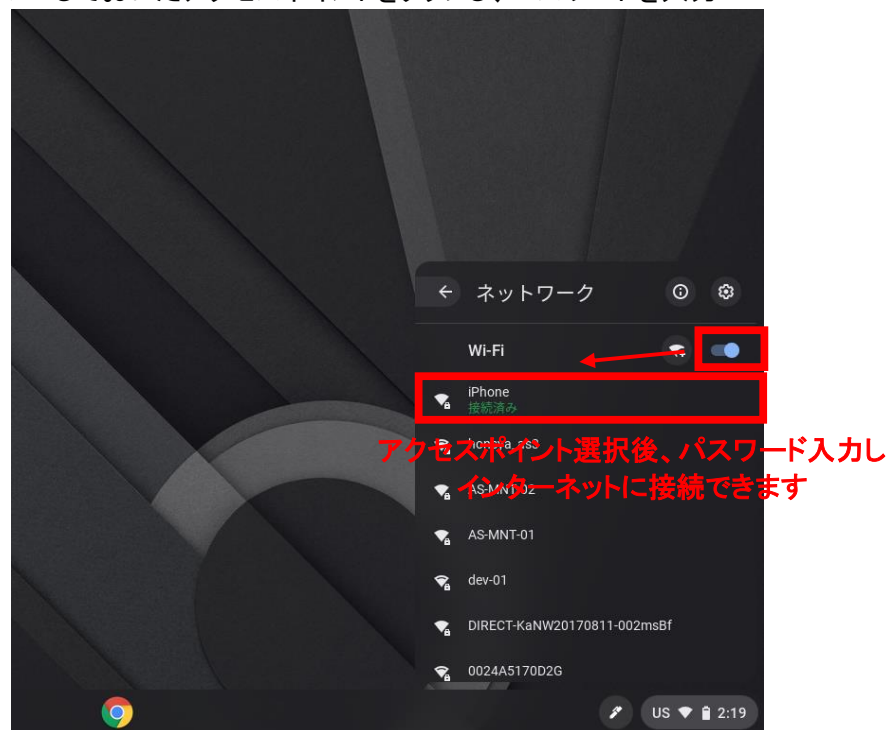 ネットワーク
Wi-Fi
iPhone
接続済み
アクセスポイント選択後、パスワード入力し
インターネットに接続できます
AS-MNT-02
AS-MNT-01
dev-01
DIRECT-KaNW20170811-002msBf
0024A5170D2G
US 2:19